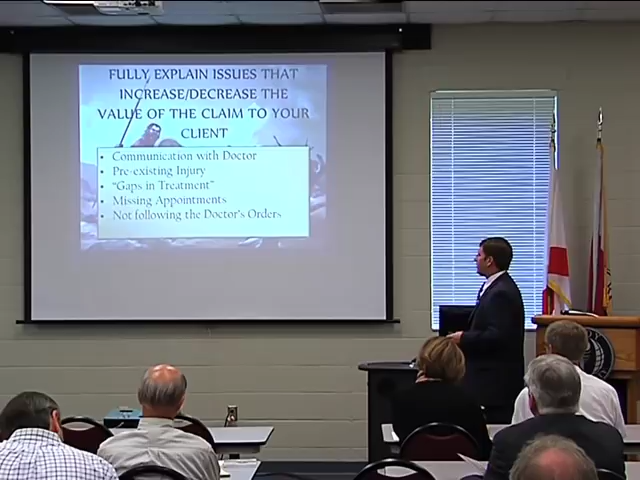 FULLY EXPLAIN ISSUES THAT
INCREASE/DECREASE THE
VALUE OF THE CLAIM TO YOUR
CLIENT
• Communication with Doctor
• Pre-existing Injury
• "Gaps in Treatment"
• Missing Appointments
• Not following the Doctor's Orders